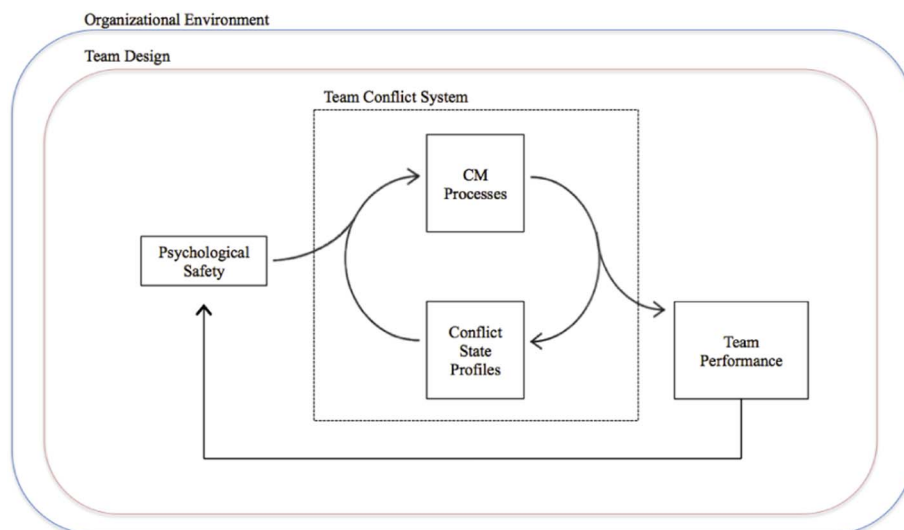 Organizational Environment
Team Design
Team Conflict System
CM
Processes
Psychological
Safety
Conflict
State
Profiles
Team
Performance